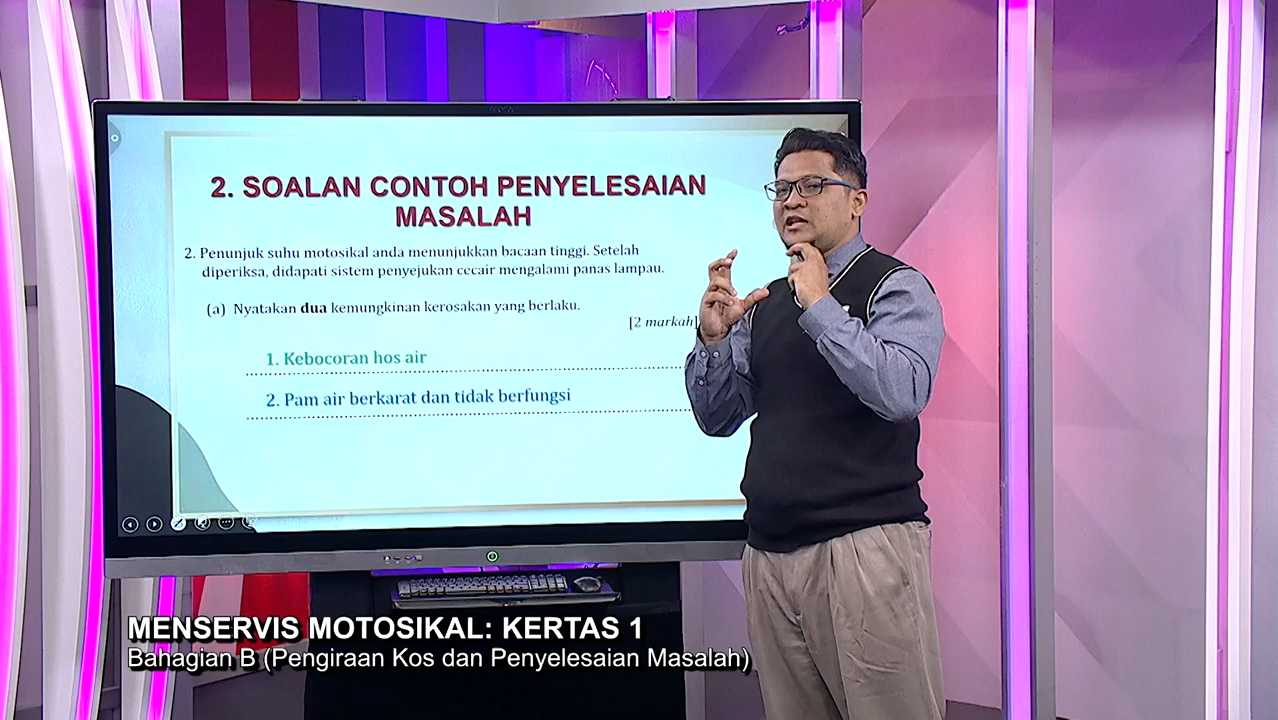 2. SOALAN CONTOH PENYELESAIAN
MASALAH
2. Penunjuk suhu motosikal anda menunjukkan bacaan tinggi. Setelah
diperiksa, didapati sistem penyejukan cecair mengalami panas lampau.
(a) Nyatakan dua kemungkinan kerosakan yang berlaku.
[2 markah]
1. Kebocoran hos air
2. Pam air berkarat dan tidak berfungsi
MENSERVIS MOTOSIKAL: KERTAS 1
Bahagian B (Pengiraan Kos dan Penyelesaian Masalah)